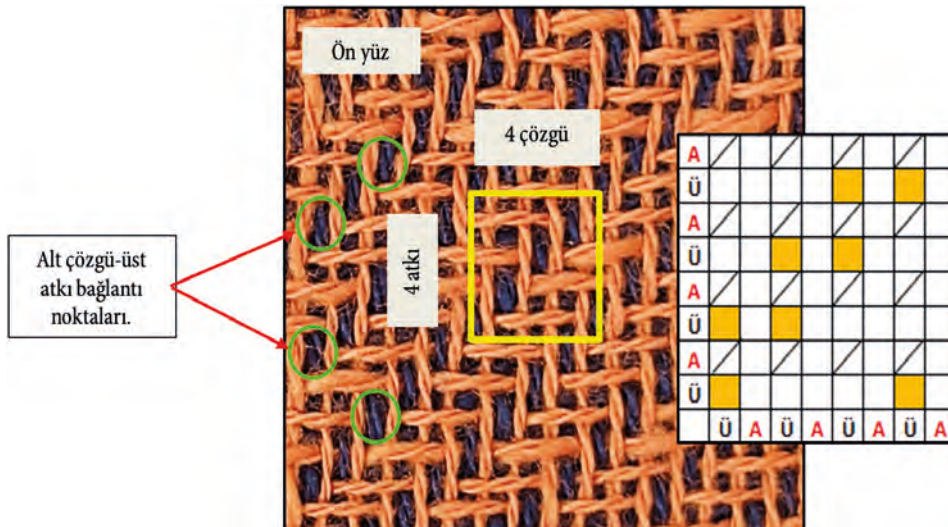 Ön yüz
4 çözgü
4 atkı
Alt çözgü-üst
atkı bağlantı
noktaları.
A
Ü
A
Ü
A
Ü
A
Ü
Ü A Ü A Ü A Ü A